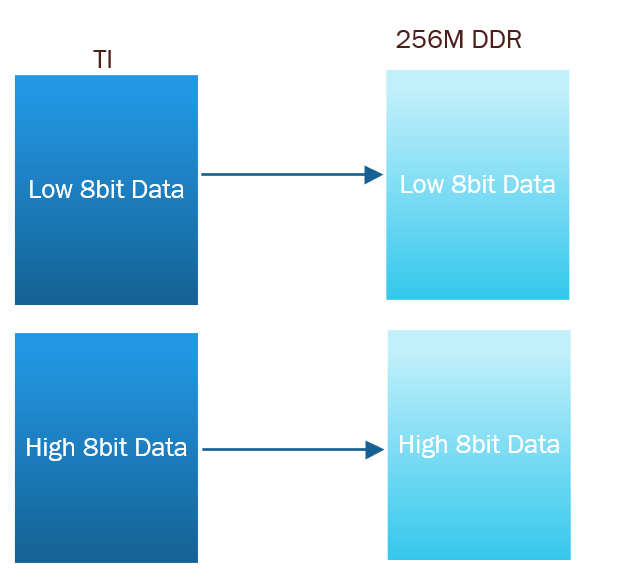 TI
256M DDR
Low 8bit Data
Low 8bit Data
High 8bit Data
High 8bit Data